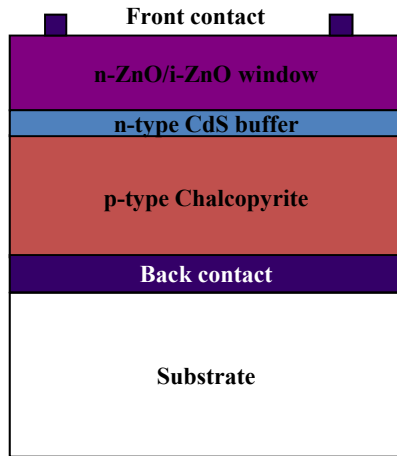 Front contact
n-ZnO/i-ZnO window
n-type CdS buffer
p-type Chalcopyrite
Back contact
Substrate